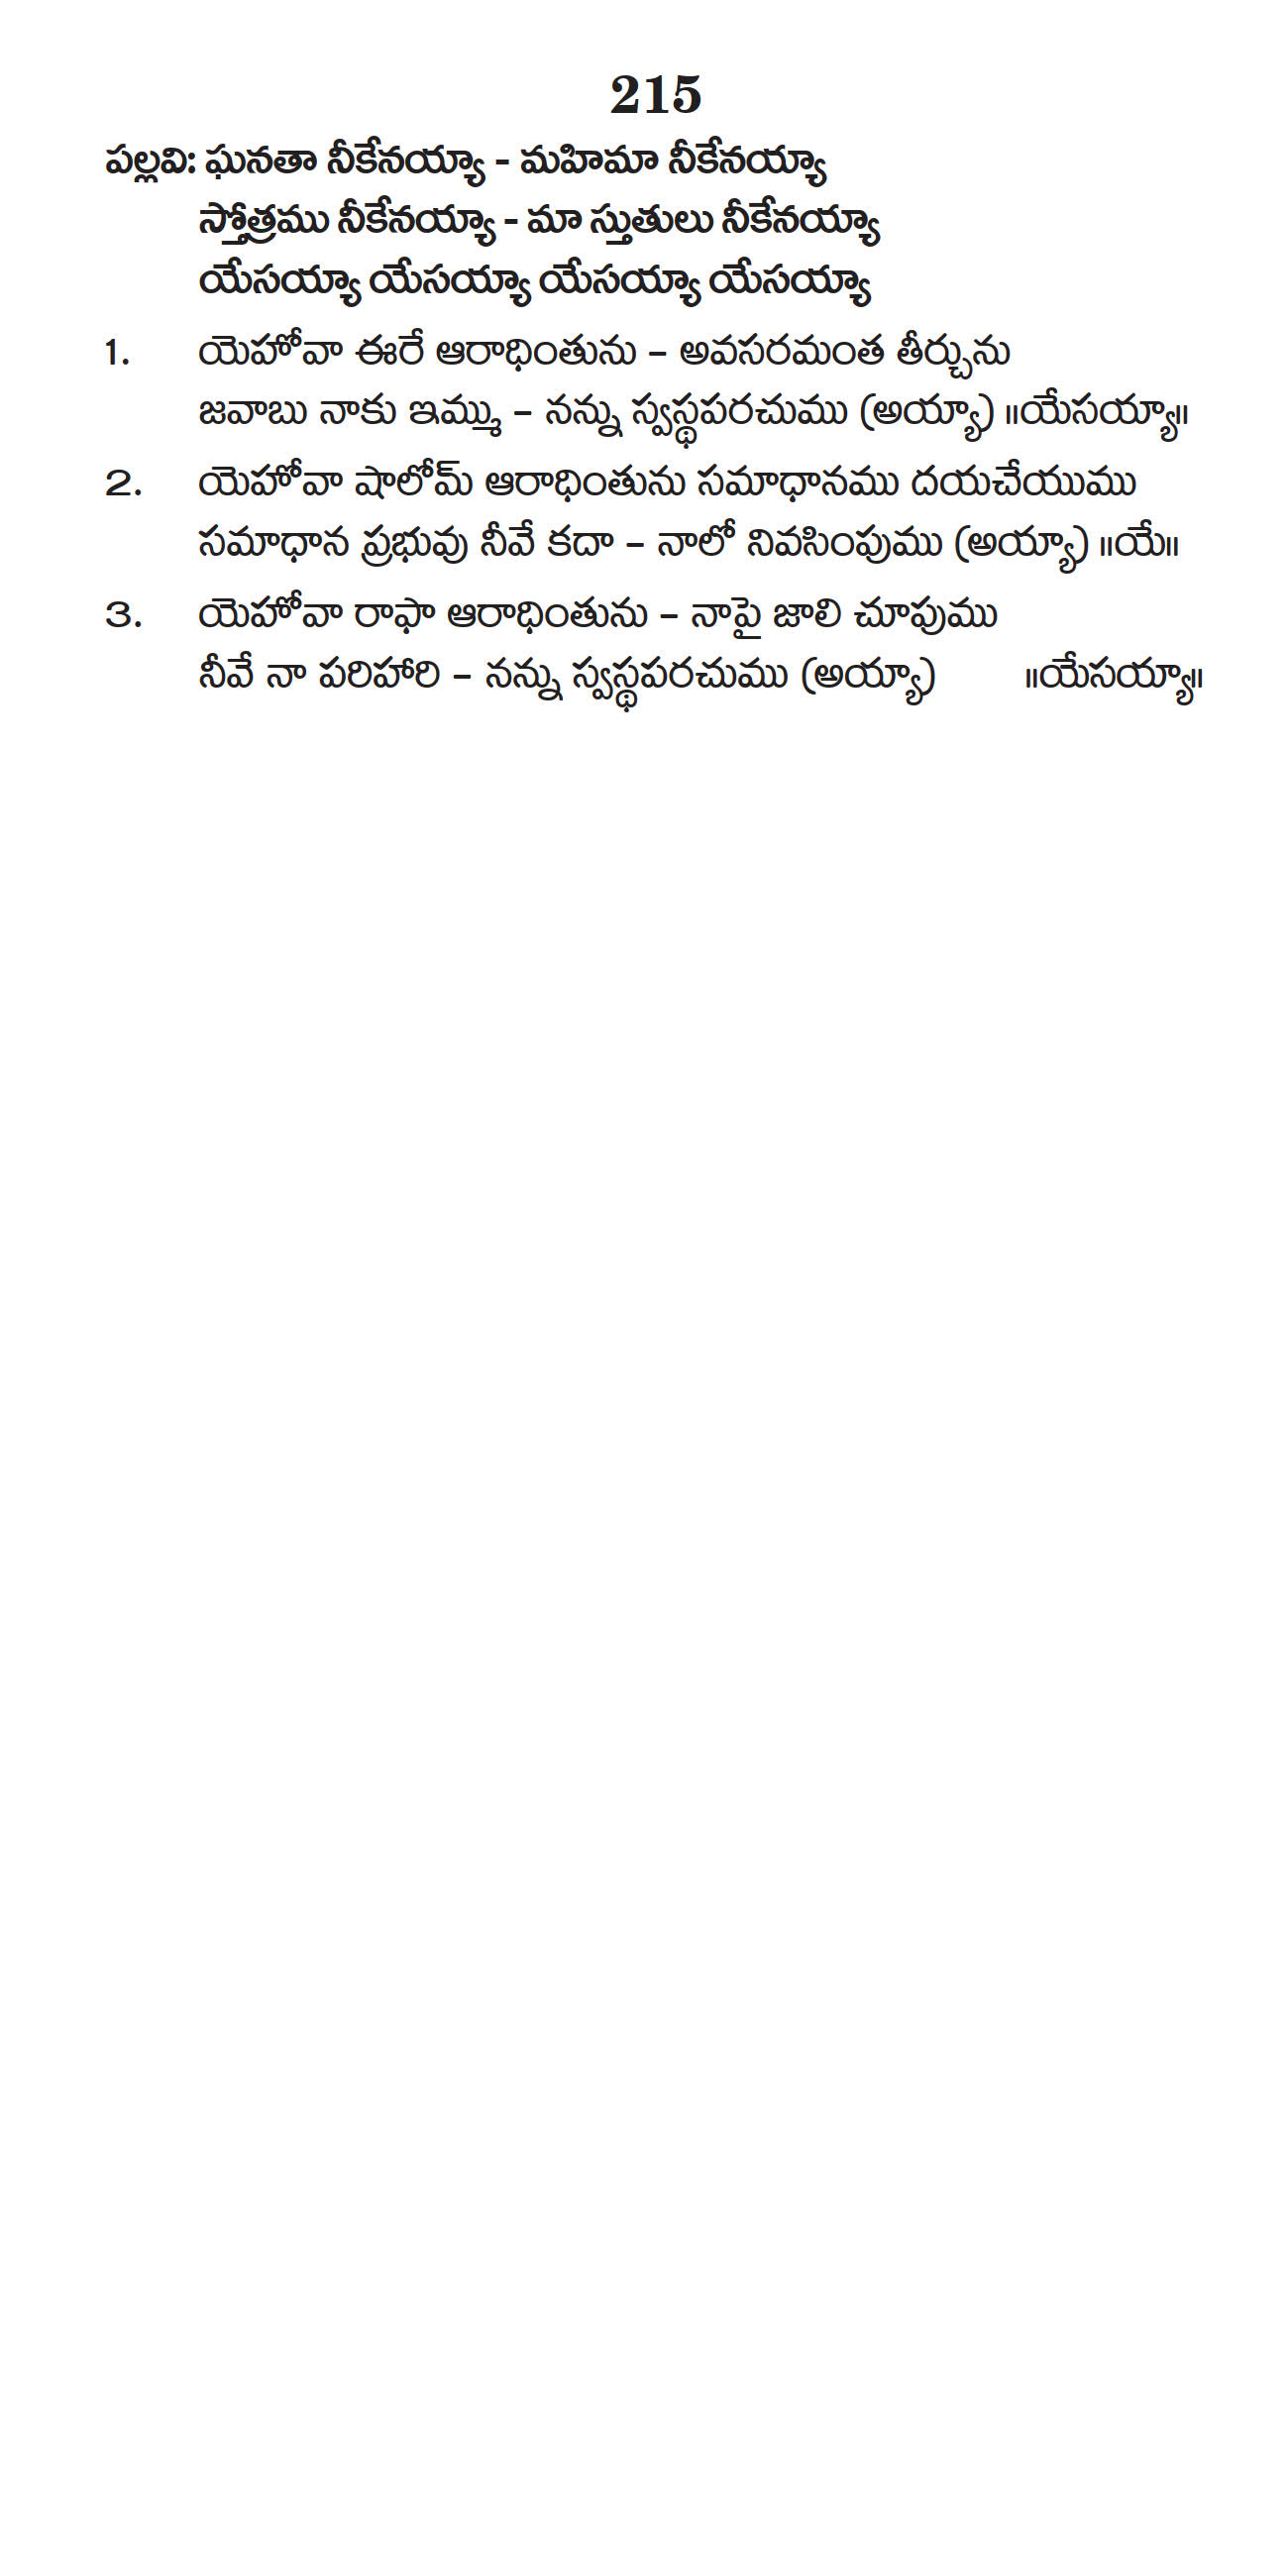 215
పల్లవి: ఘనతా నీకేనయ్యా - మహిమా నీకేనయ్యా
స్తోత్రము నీకేనయ్యా - మా స్తుతులు నీకేనయ్యా
యేసయ్యా యేసయ్యా యేసయ్యా యేసయ్యా
1. యెహోవా ఈరే ఆరాధింతును – అవసరమంత తీర్చును
జవాబు నాకు ఇమ్ము – నన్ను స్వస్థపరచుము (అయ్యా) ॥యేసయ్యా॥
2. యెహోవా షాలోమ్ ఆరాధింతును సమాధానము దయచేయుము
సమాధాన ప్రభువు నీవే కదా – నాలో నివసింపుము (అయ్యా) ॥యే॥
3. యెహోవా రాఫా ఆరాధింతును – నాపై జాలి చూపుము
నీవే నా పరిహారి – నన్ను స్వస్థపరచుము (అయ్యా) ॥యేసయ్యా॥